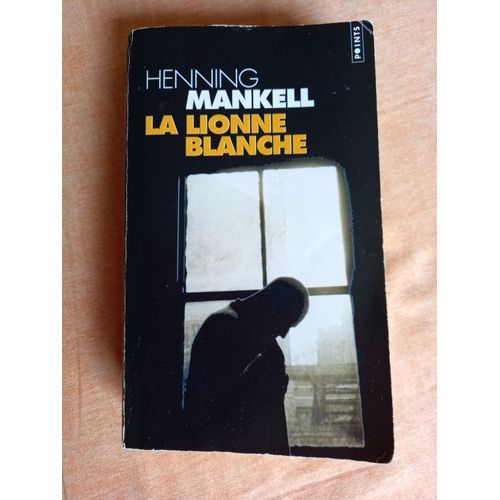 POINTS
HENNING
MANKELL
LA LIONNE
BLANCHE